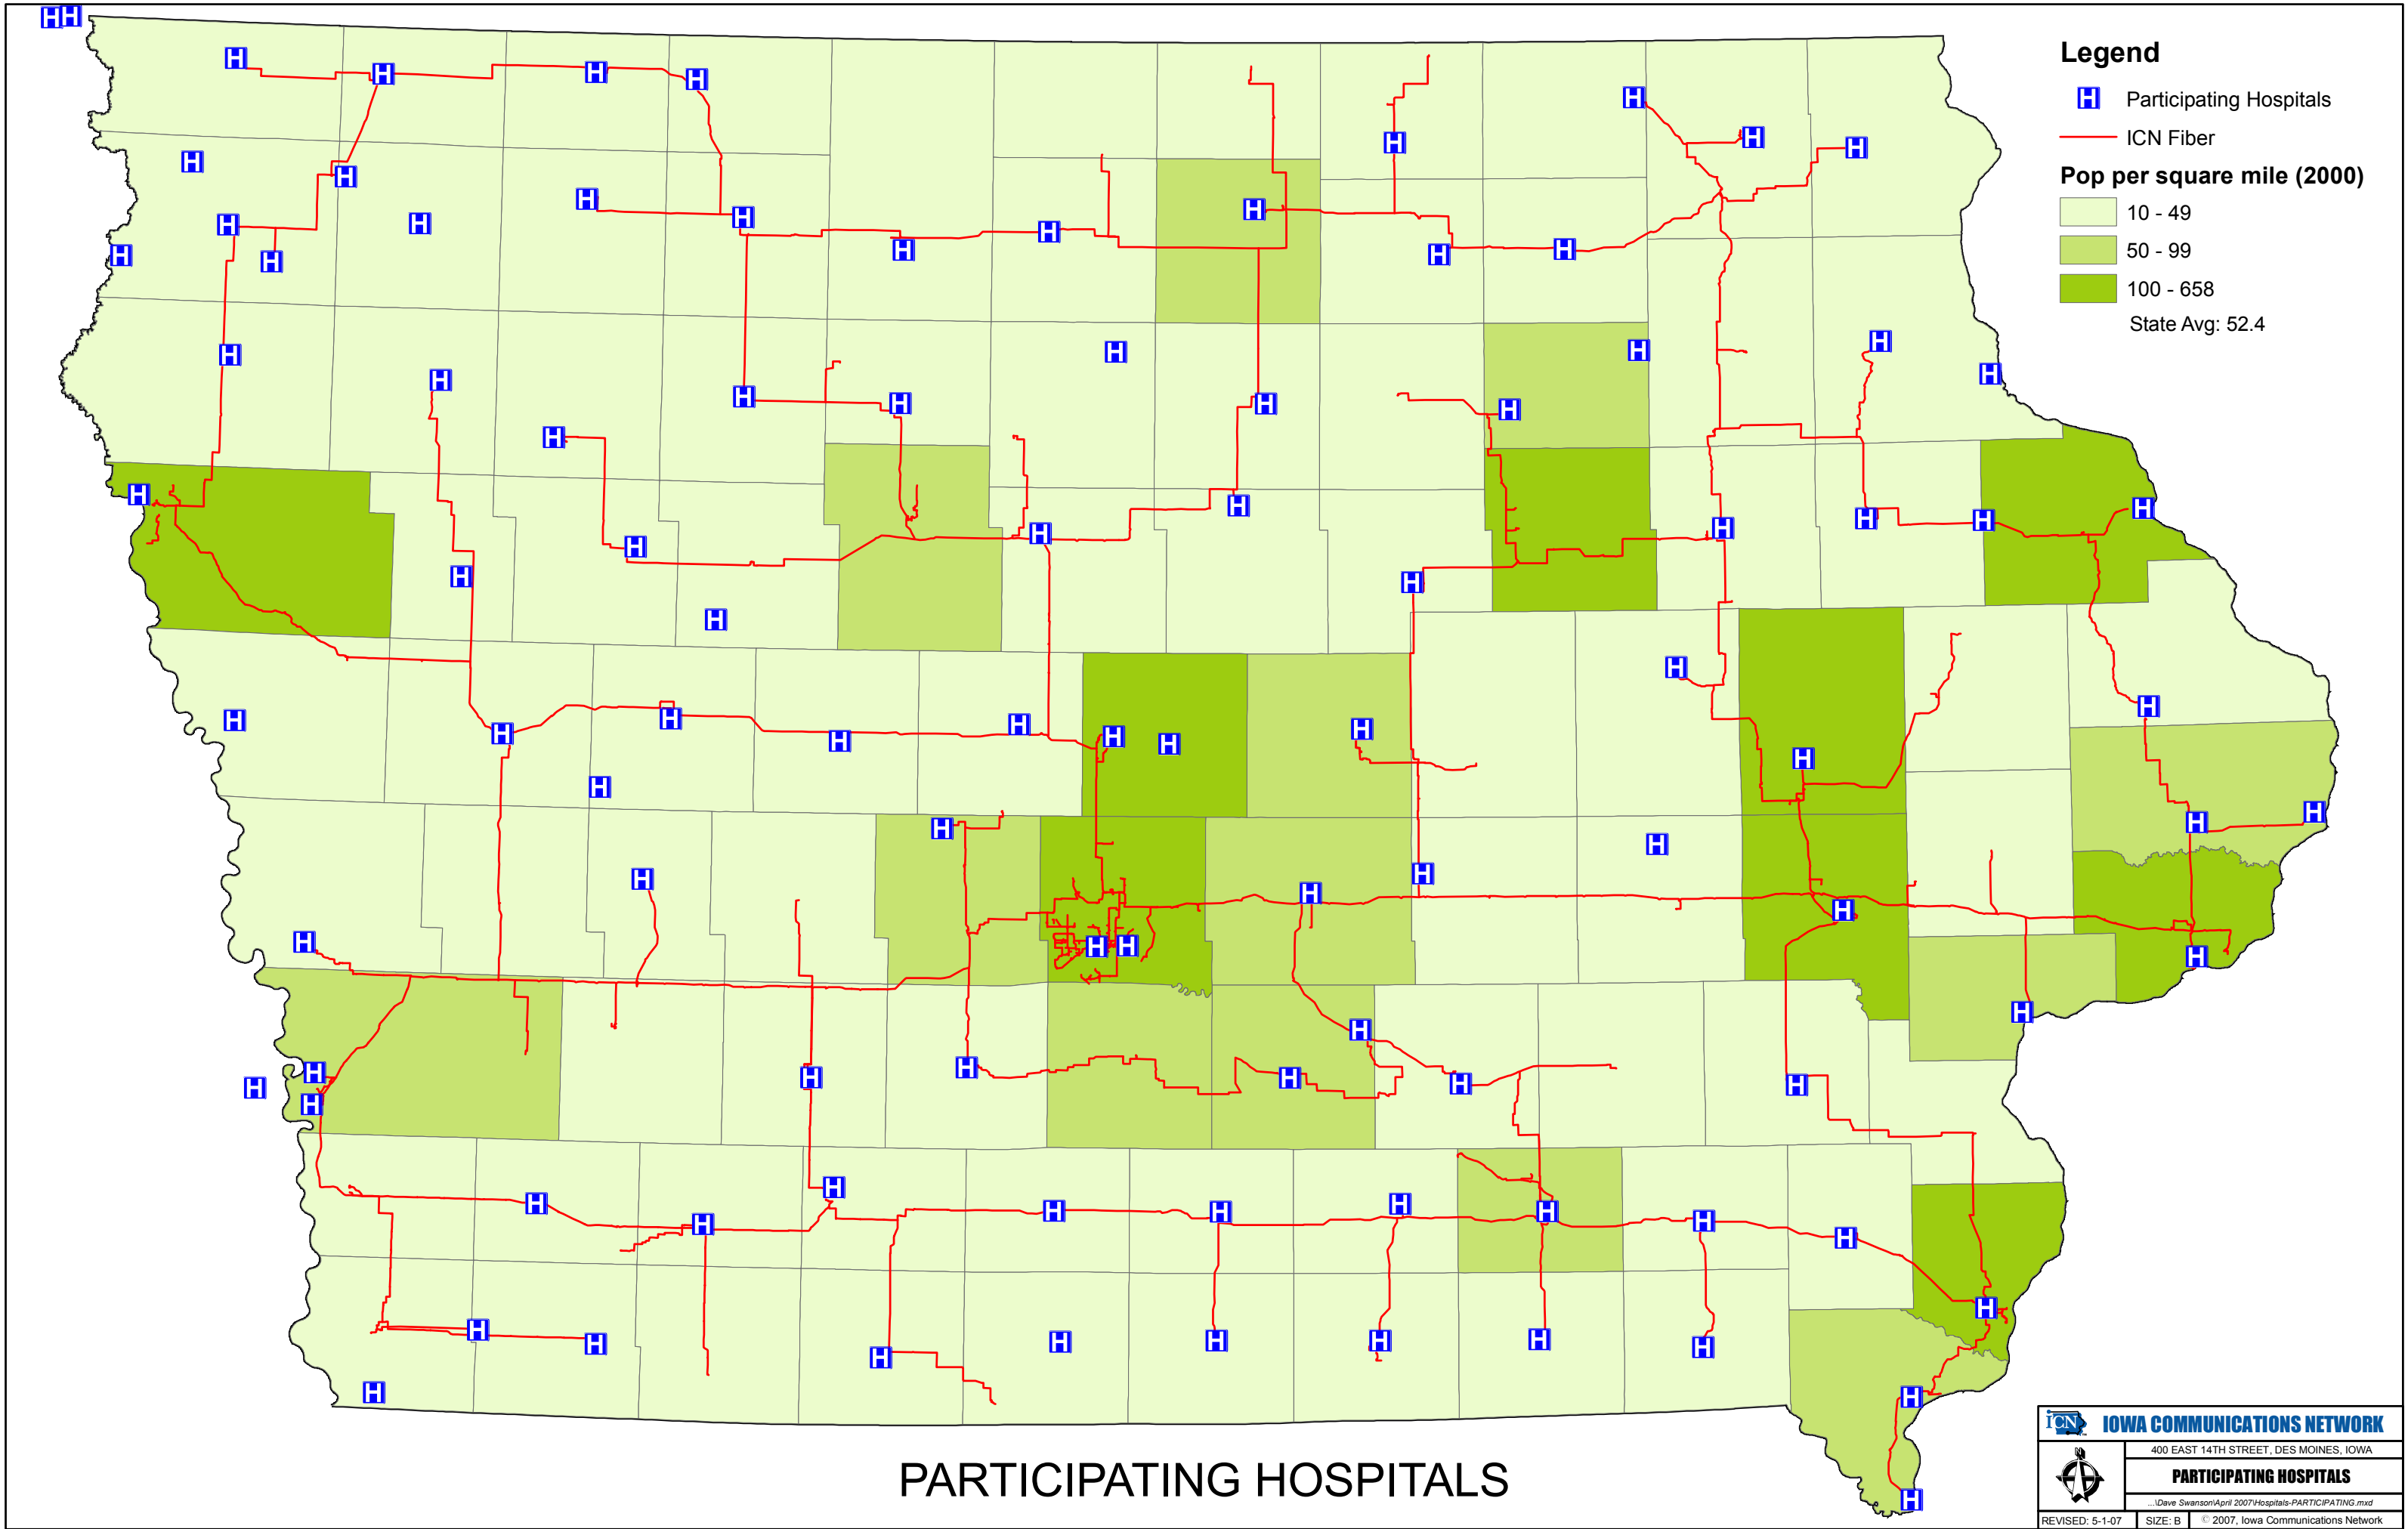 Legend
H Participating Hospitals
ICN Fiber
Pop per square mile (2000)
10 - 49
50 - 99
100 - 658
State Avg: 52.4
PARTICIPATING HOSPITALS
ICN IOWA COMMUNICATIONS NETWORK
400 EAST 14TH STREET, DES MOINES, IOWA
PARTICIPATING HOSPITALS
...\Dave Swanson\April 2007\Hospitals-PARTICIPATING.mxd
REVISED: 5-1-07 SIZE: B © 2007, Iowa Communications Network